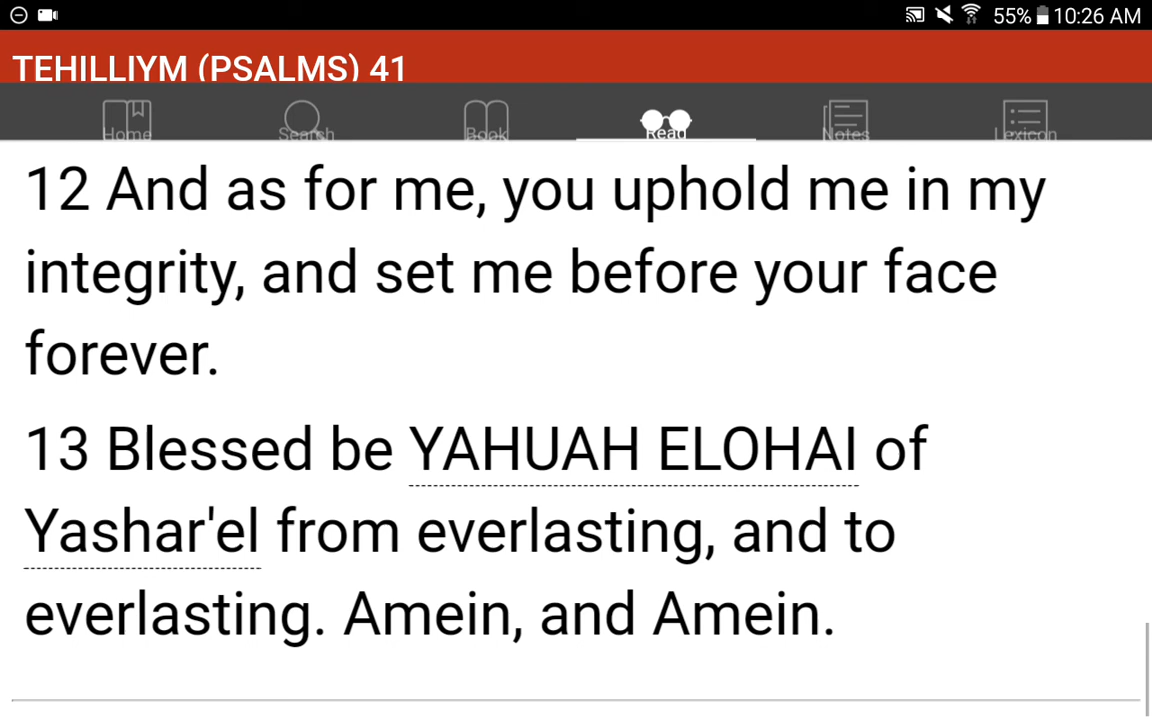 55% 10:26 AM
TEHILLIYM (PSALMS) 41
Home Search Book Read Notes Lexicon
12 And as for me, you uphold me in my
integrity, and set me before your face
forever.
13 Blessed be YAHUAH ELOHAI of
Yashar'el from everlasting, and to
everlasting. Amein, and Amein.